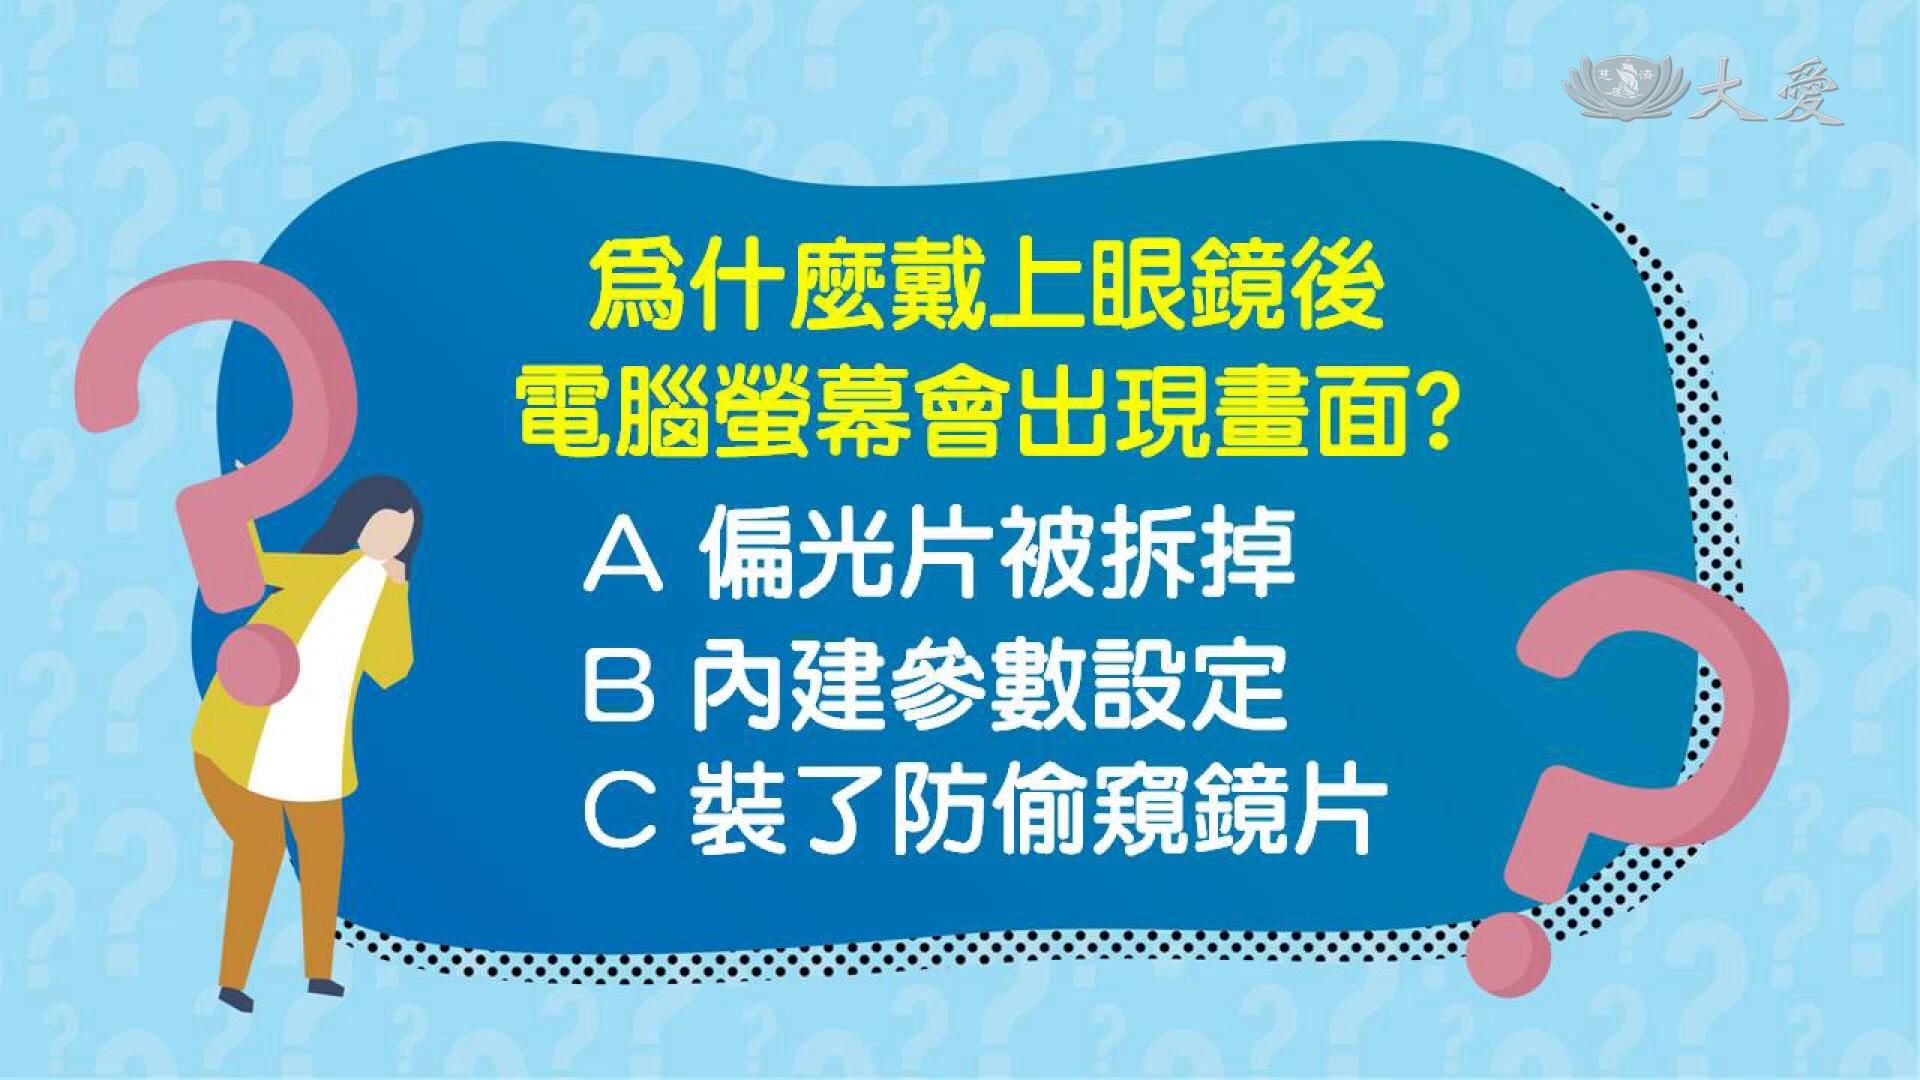 大愛
為什麼戴上眼鏡後
電腦螢幕會出現畫面?
A 偏光片被拆掉
B 內建參數設定
C 裝了防偷窺鏡片